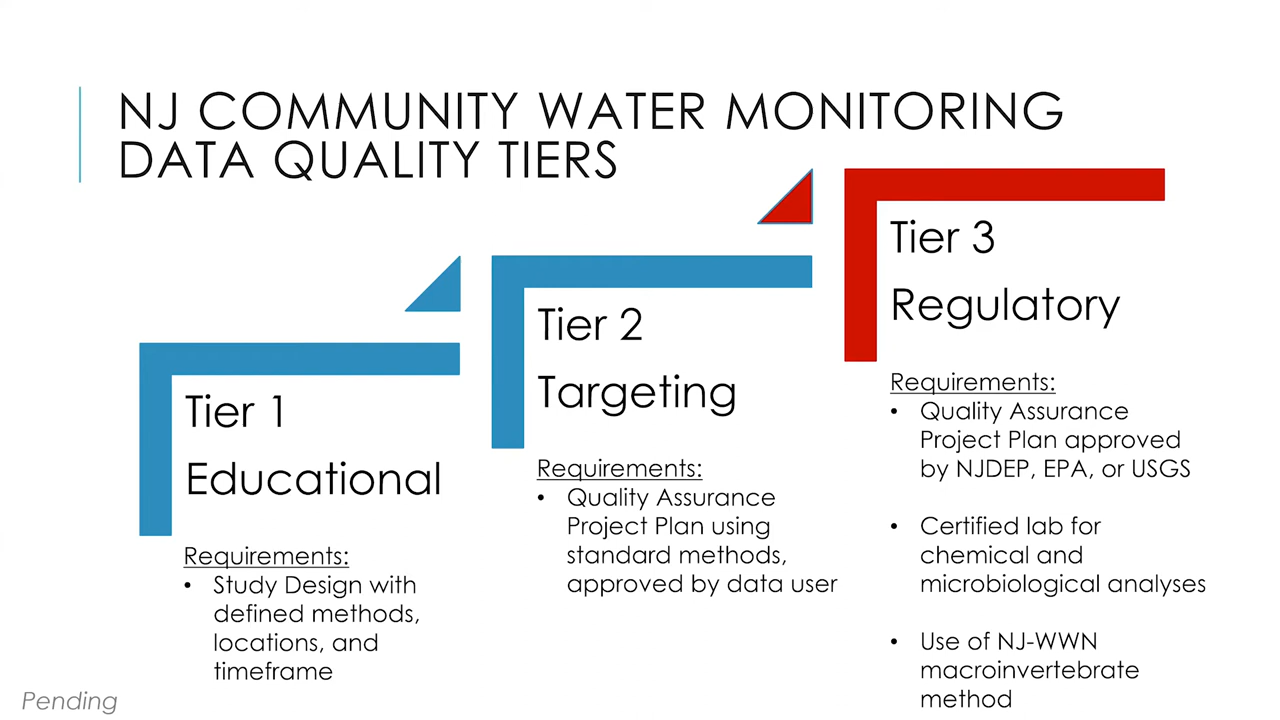 NJ COMMUNITY WATER MONITORING
DATA QUALITY TIERS
Tier 1
Educational
Requirements:
• Study Design with
defined methods,
locations, and
timeframe
Tier 2
Targeting
Requirements:
• Quality Assurance
Project Plan using
standard methods,
approved by data user
Tier 3
Regulatory
Requirements:
• Quality Assurance
Project Plan approved
by NJDEP, EPA, or USGS
• Certified lab for
chemical and
microbiological analyses
• Use of NJ-WWN
macroinvertebrate
method
Pending